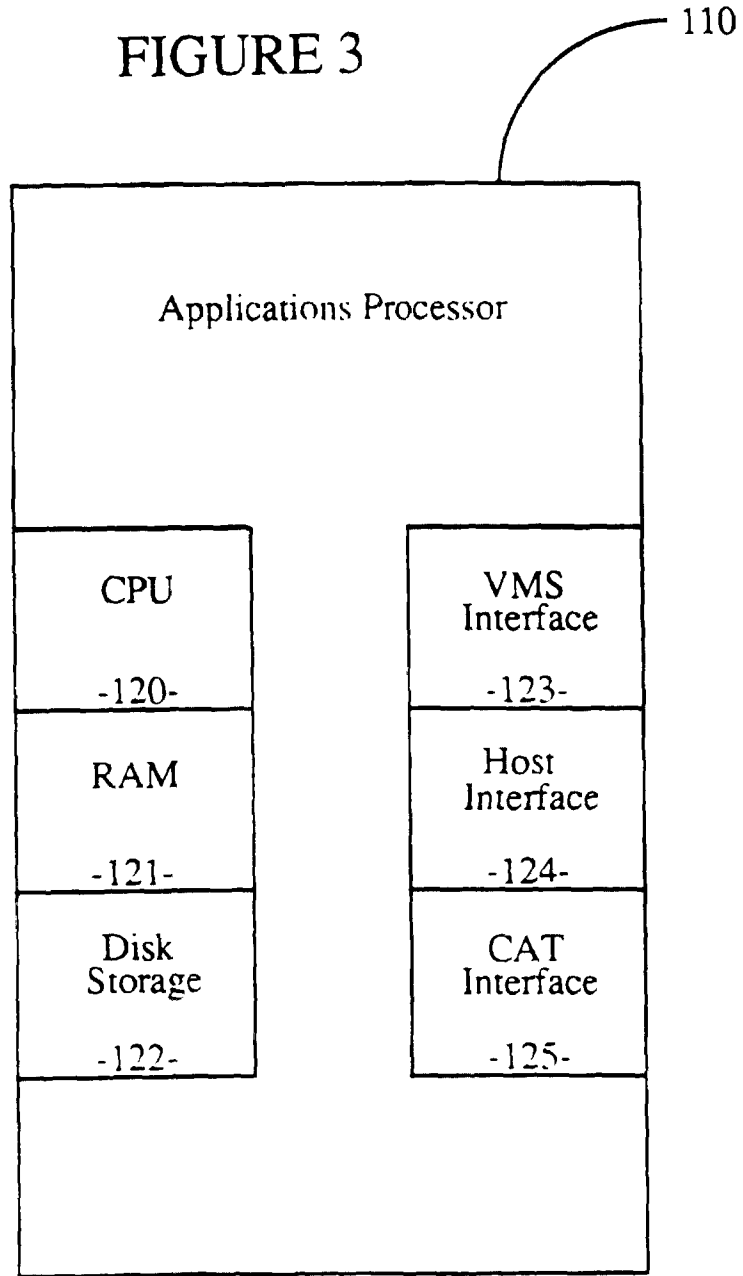 110
FIGURE 3
Applications Processor
CPU
-120-
RAM
-121-
Disk
Storage
-122-
VMS
Interface
-123-
Host
Interface
-124-
CAT
Interface
-125-